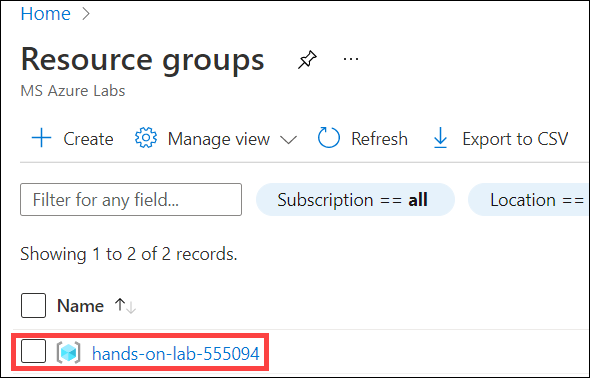 Home
Resource groups
MS Azure Labs
Create Manage view Refresh Export to CSV
Filter for any field... Subscription == all Location ==
Showing 1 to 2 of 2 records.
Name
hands-on-lab-555094